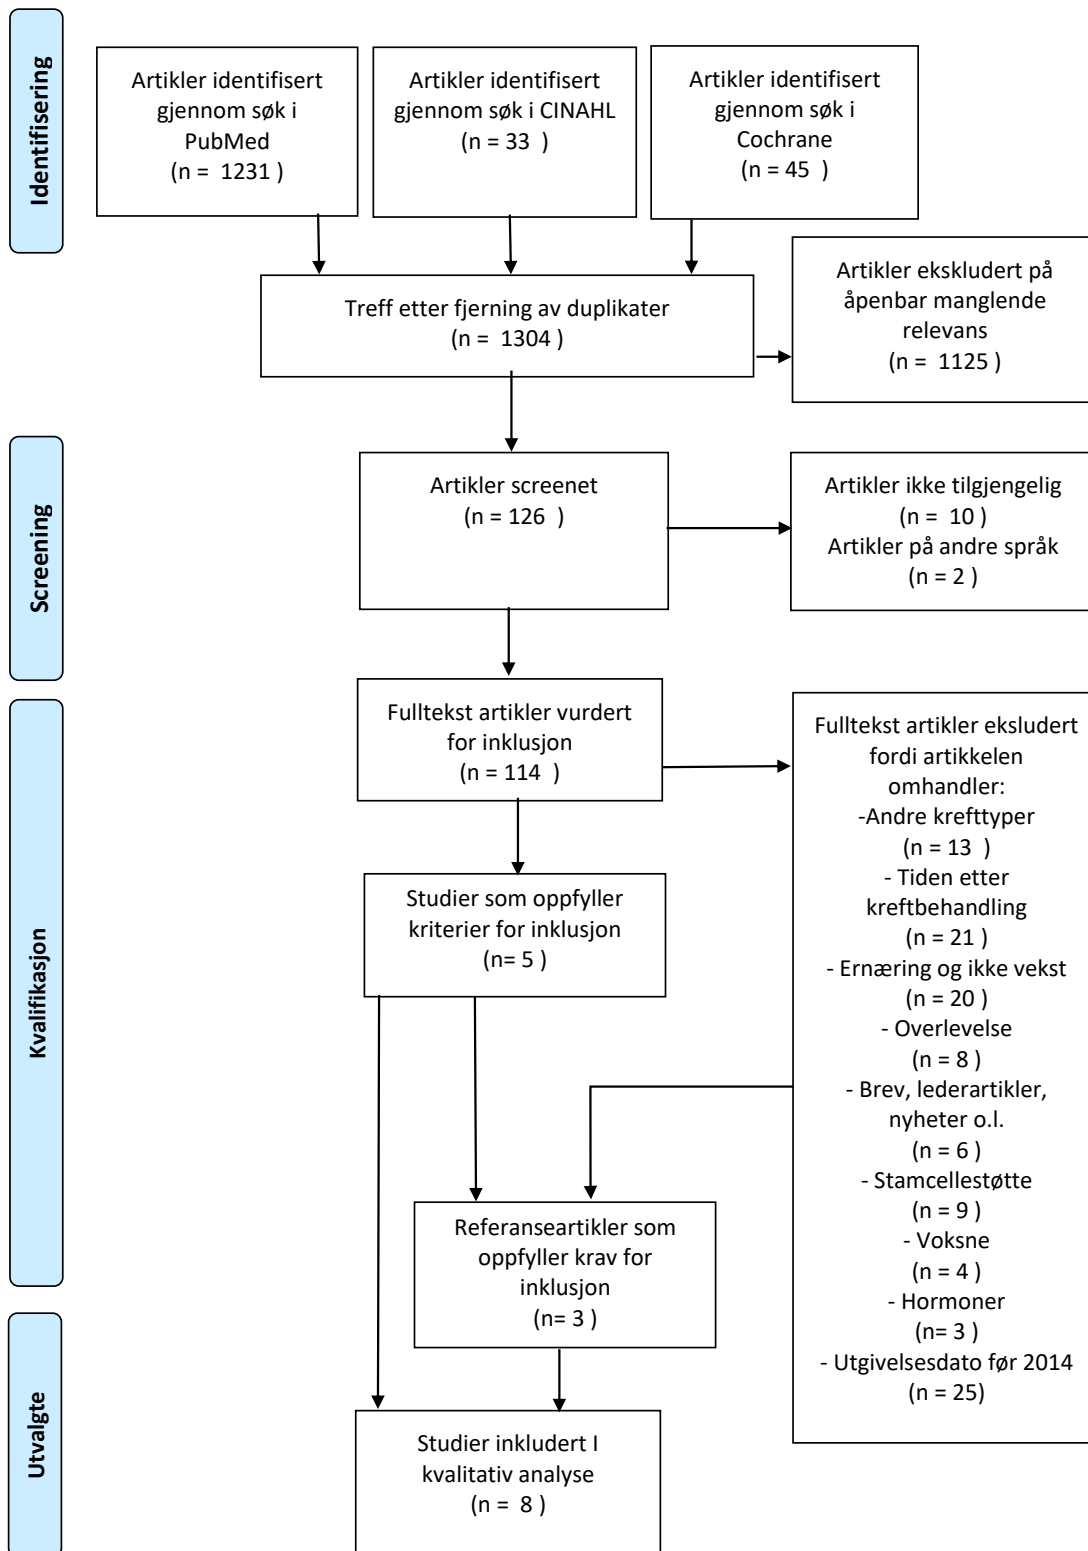 Identifisering
Artikler identifisert
gjennom søk i
PubMed
(n = 1231 )
Artikler identifisert
gjennom søk i CINAHL
(n = 33 )
Artikler identifisert
gjennom søk i
Cochrane
(n = 45 )
Treff etter fjerning av duplikater
(n = 1304 )
Artikler ekskludert på
åpenbar manglende
relevans
(n = 1125 )
Screening
Artikler screenet
(n = 126 )
Artikler ikke tilgjengelig
(n = 10 )
Artikler på andre språk
(n = 2 )
Kvalifikasjon
Fulltekst artikler vurdert
for inklusjon
(n = 114 )
Fulltekst artikler eksludert
fordi artikkelen
omhandler:
-Andre krefttyper
(n = 13 )
- Tiden etter
kreftbehandling
(n = 21 )
- Ernæring og ikke vekst
(n = 20 )
- Overlevelse
(n = 8 )
- Brev, lederartikler,
nyheter o.l.
(n = 6 )
- Stamcellestøtte
(n = 9 )
- Voksne
(n = 4 )
- Hormoner
(n= 3 )
- Utgivelsesdato før 2014
(n = 25)
Studier som oppfyller
kriterier for inklusjon
(n= 5 )
Referanseartikler som
oppfyller krav for
inklusjon
(n= 3 )
Utvalgte
Studier inkludert I
kvalitativ analyse
(n = 8 )